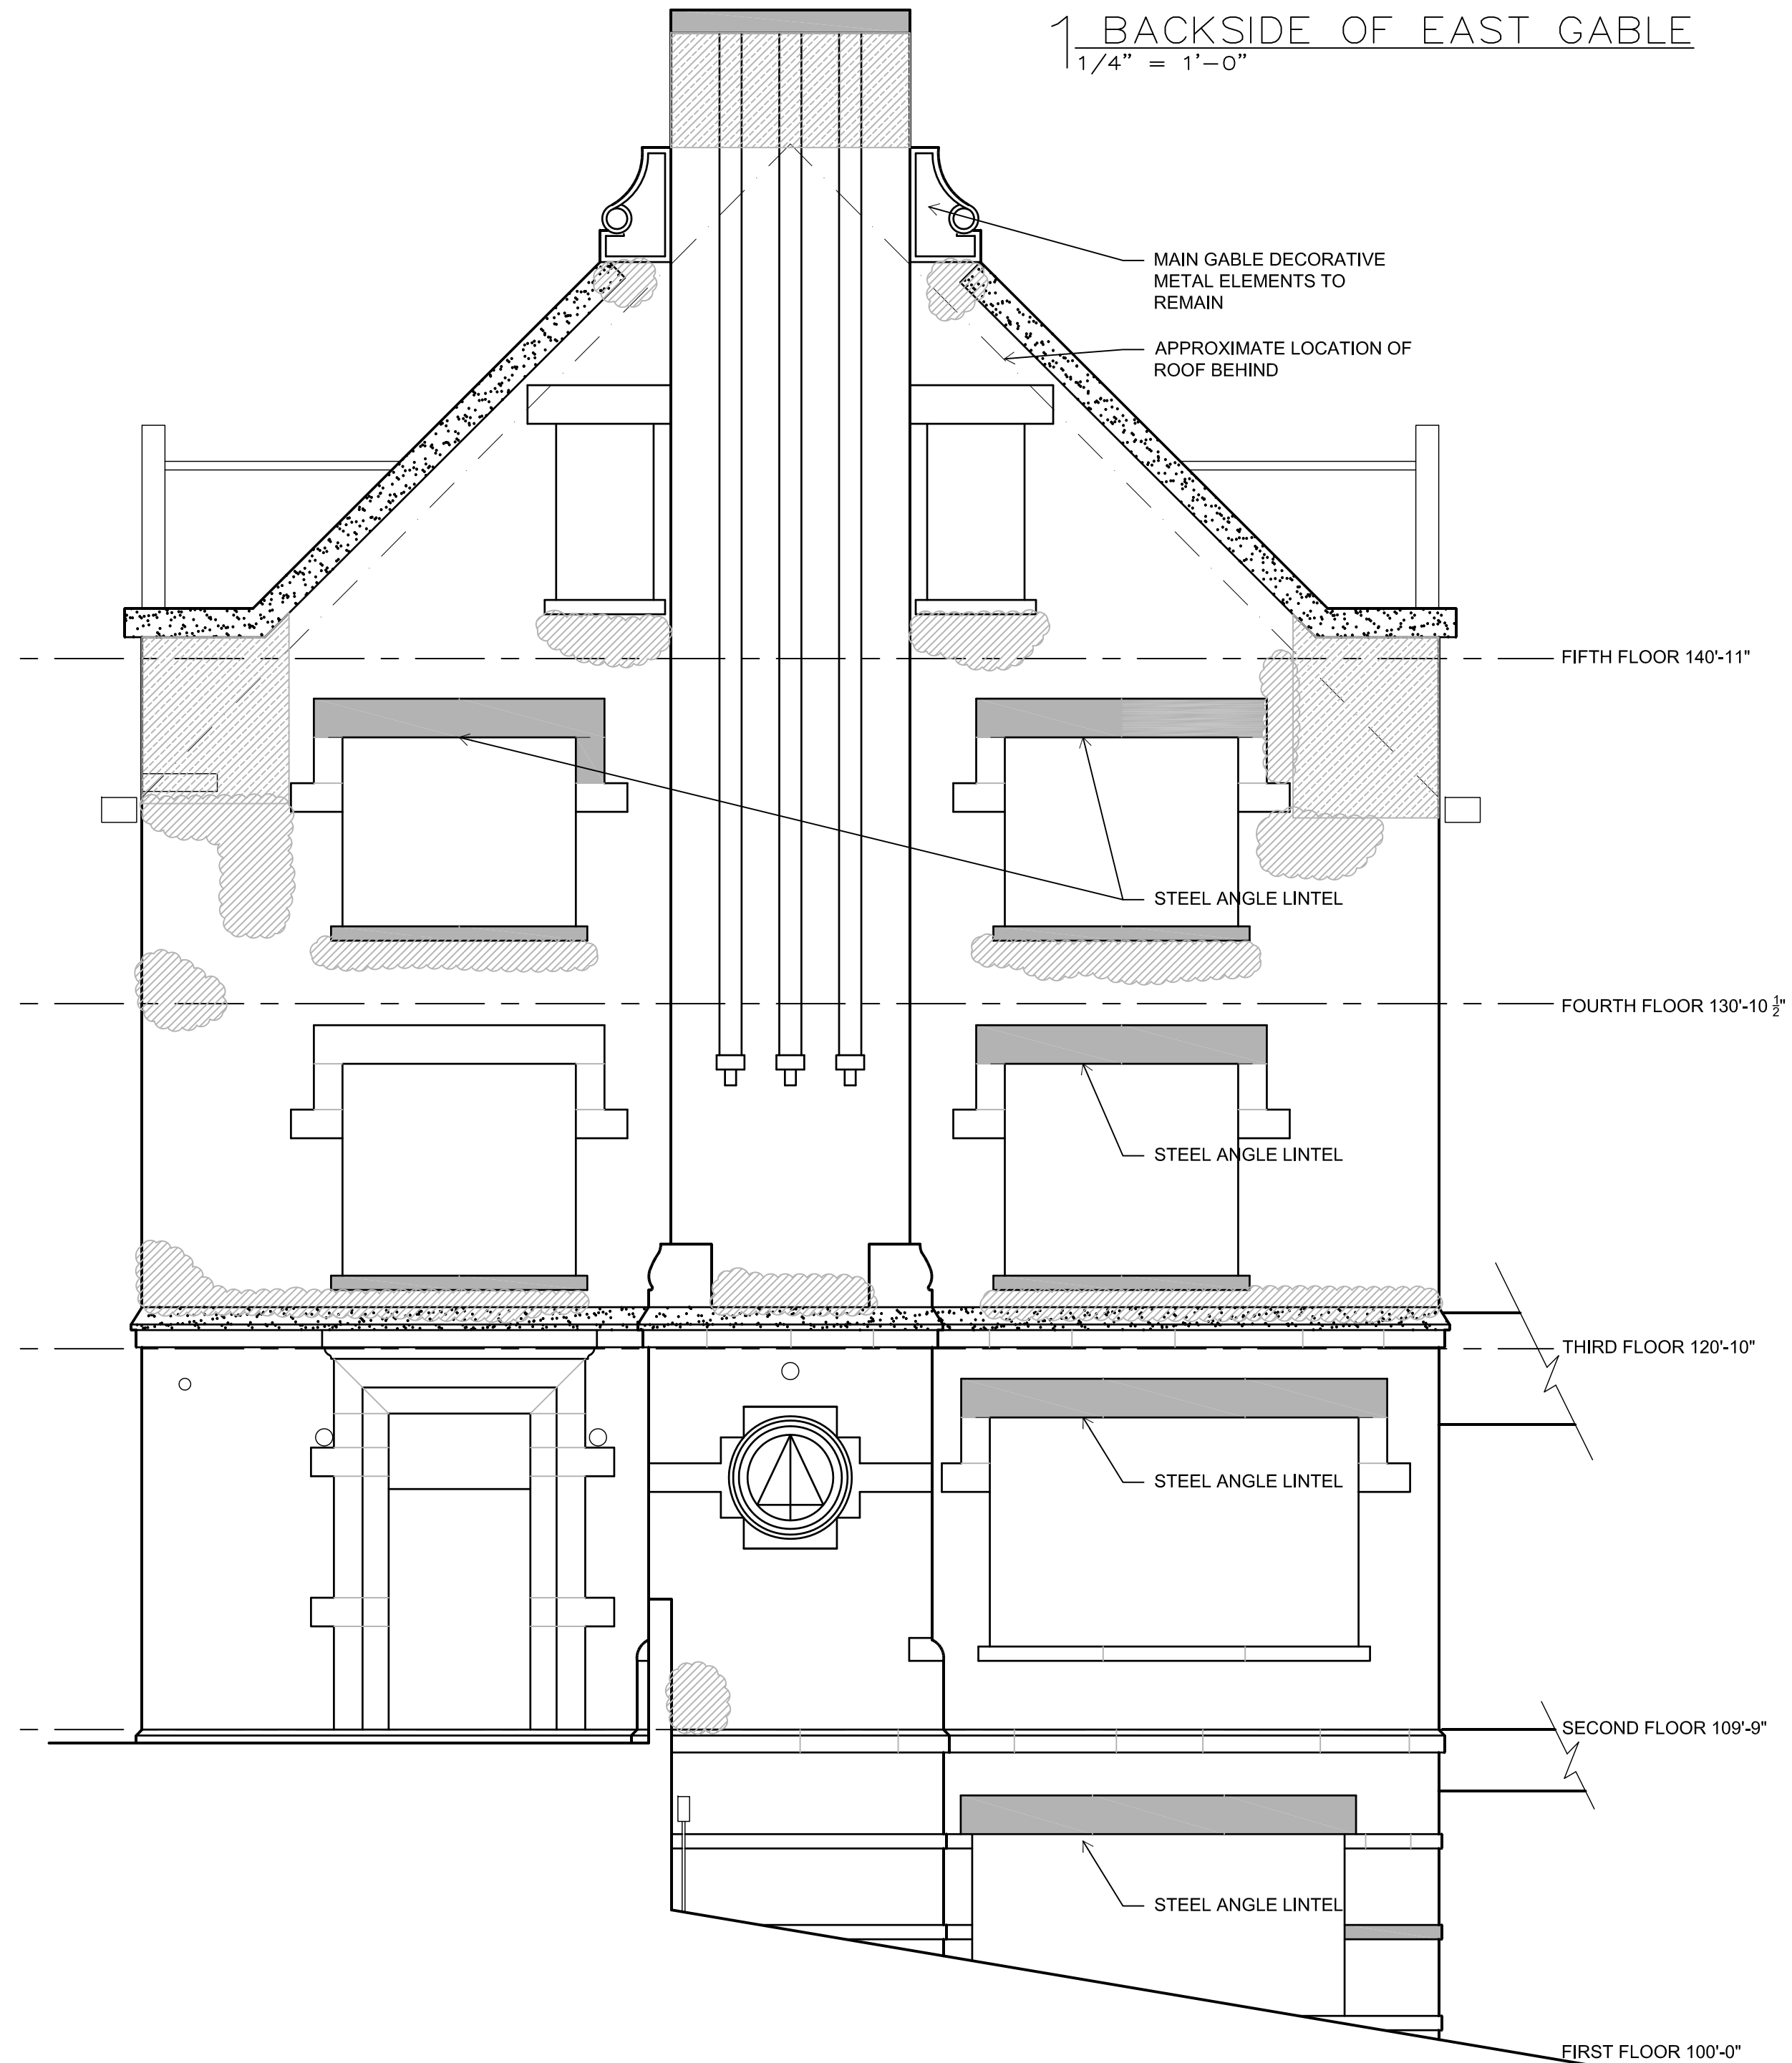 1 BACKSIDE OF EAST GABLE
1/4" = 1'-0"
MAIN GABLE DECORATIVE
METAL ELEMENTS TO
REMAIN
APPROXIMATE LOCATION OF
ROOF BEHIND
FIFTH FLOOR 140'-11"
STEEL ANGLE LINTEL
FOURTH FLOOR 130'-10 1/2"
STEEL ANGLE LINTEL
THIRD FLOOR 120'-10"
STEEL ANGLE LINTEL
SECOND FLOOR 109'-9"
STEEL ANGLE LINTEL
FIRST FLOOR 100'-0"